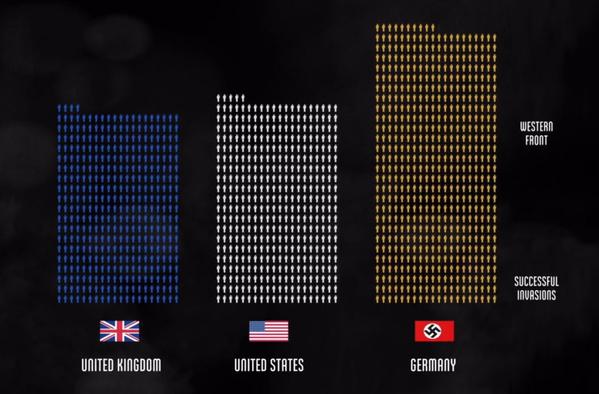 WESTERN
FRONT
SUCCESSFUL
INVASIONS
UNITED KINGDOM
UNITED STATES
GERMANY